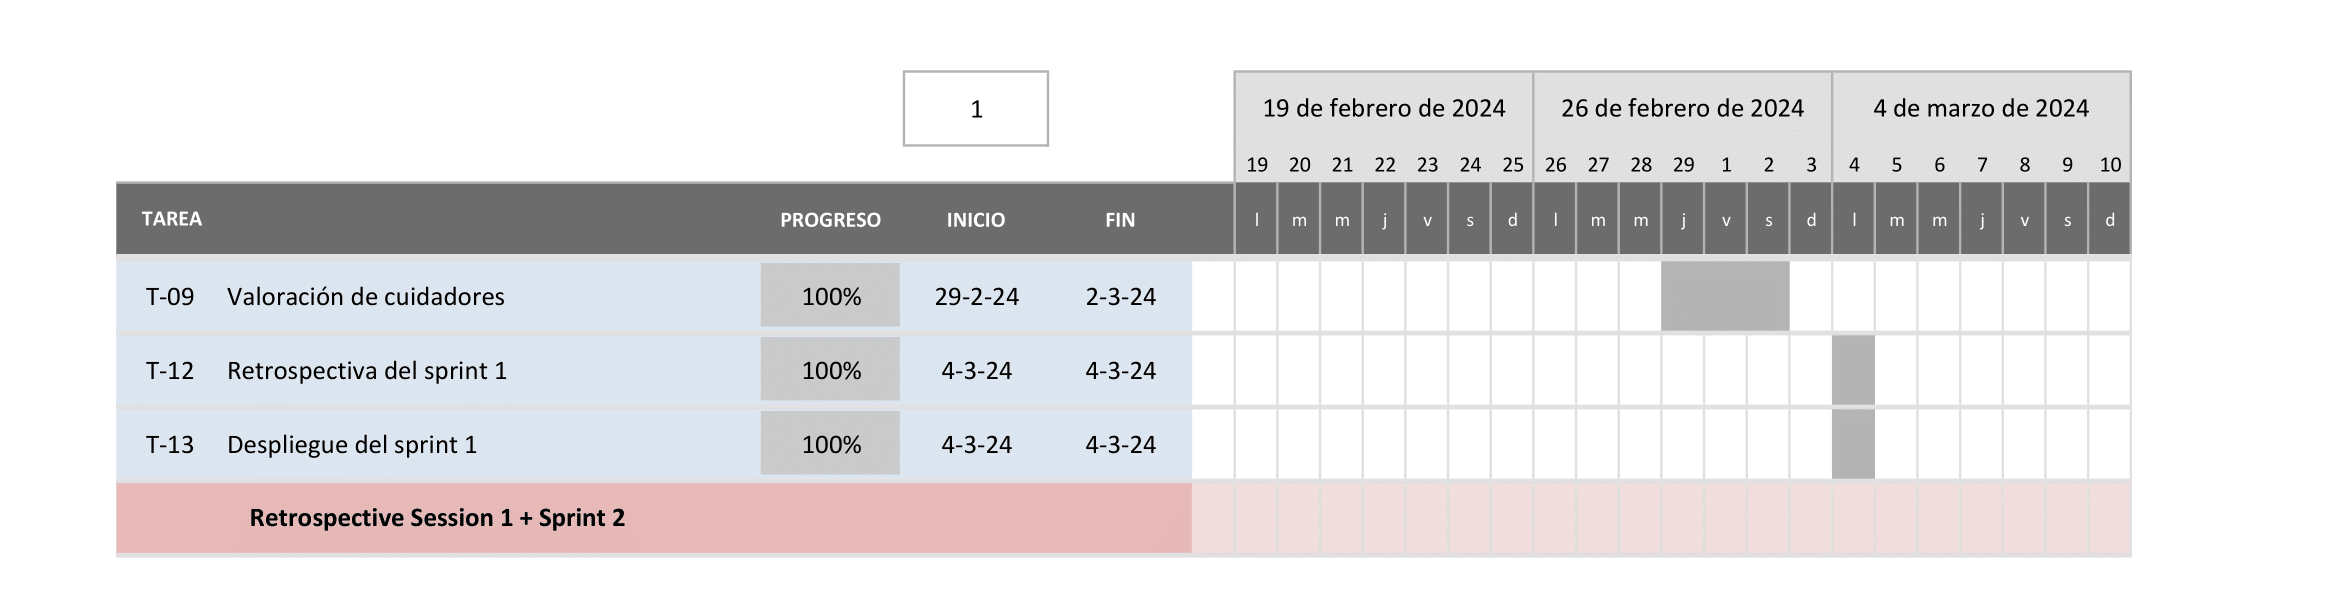 1
19 de febrero de 2024 26 de febrero de 2024 4 de marzo de 2024
19 20 21 22 23 24 25 26 27 28 29 1 2 3 4 5 6 7 8 9 10
TAREA PROGRESO INICIO FIN l m m j v s d l m m j v s d l m m j v s d
T-09 Valoración de cuidadores 100% 29-2-24 2-3-24
T-12 Retrospectiva del sprint 1 100% 4-3-24 4-3-24
T-13 Despliegue del sprint 1 100% 4-3-24 4-3-24
Retrospective Session 1 + Sprint 2